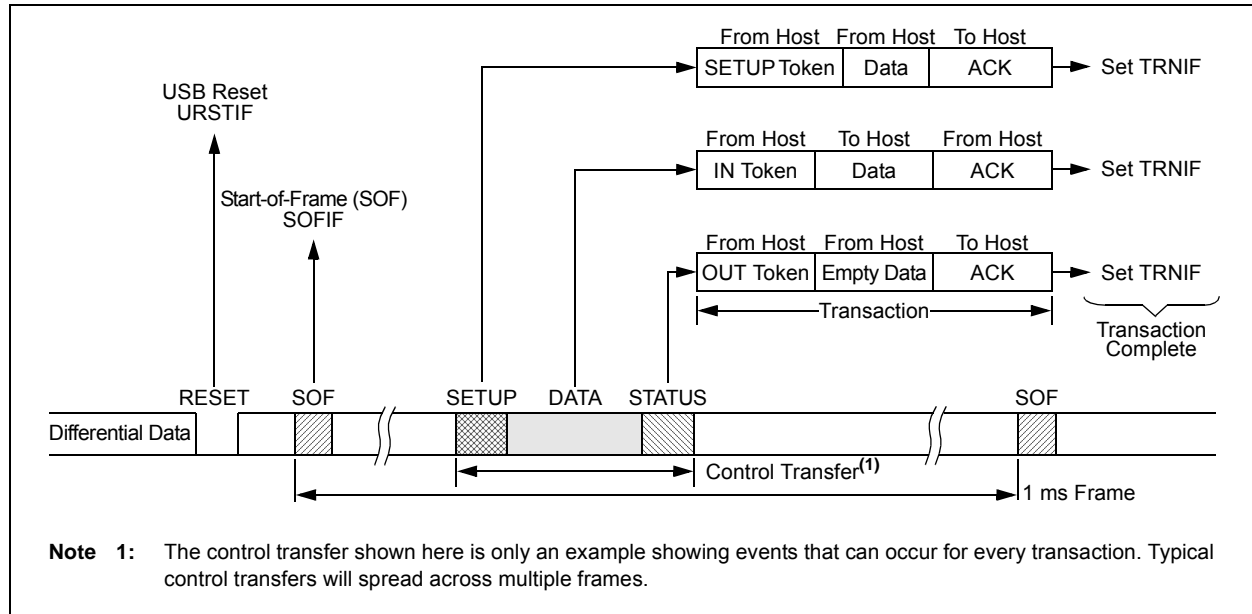 From Host From Host To Host
SETUP Token Data ACK Set TRNIF
USB Reset
URSTIF
From Host To Host From Host
IN Token Data ACK Set TRNIF
Start-of-Frame (SOF)
SOFIF
From Host From Host To Host
OUT Token Empty Data ACK Set TRNIF
Transaction
Transaction
Complete
RESET SOF SETUP DATA STATUS SOF
Differential Data
Control Transfer(1)
1 ms Frame
Note 1: The control transfer shown here is only an example showing events that can occur for every transaction. Typical
control transfers will spread across multiple frames.